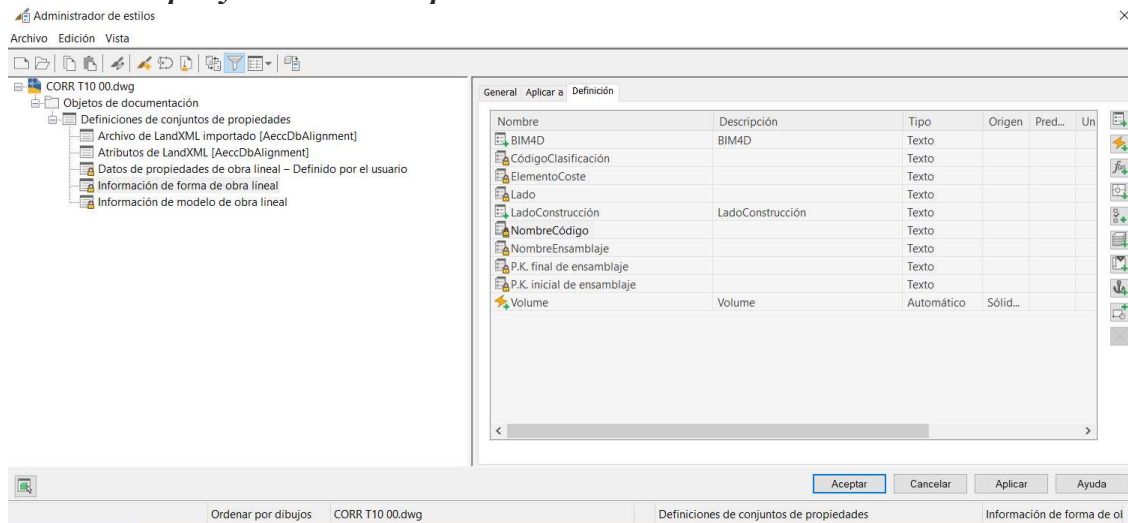 Administrador de estilos
Archivo Edición Vista
CORR T10 00.dwg
Objetos de documentación
Definiciones de conjuntos de propiedades
Archivo de LandXML importado [AeccDbAlignment]
Atributos de LandXML [AeccDbAlignment]
Datos de propiedades de obra lineal – Definido por el usuario
Información de forma de obra lineal
Información de modelo de obra lineal
General Aplicar a Definición
Nombre Descripción Tipo Origen Pred... Un
BIM4D BIM4D Texto
CódigoClasificación Texto
ElementoCoste Texto
Lado Texto
LadoConstrucción LadoConstrucción Texto
NombreCódigo Texto
NombreEnsamblaje Texto
P.K. final de ensamblaje Texto
P.K. inicial de ensamblaje Texto
Volume Volume Automático Sólid...
Aceptar Cancelar Aplicar Ayuda
Ordenar por dibujos CORR T10 00.dwg Definiciones de conjuntos de propiedades Información de forma de ol